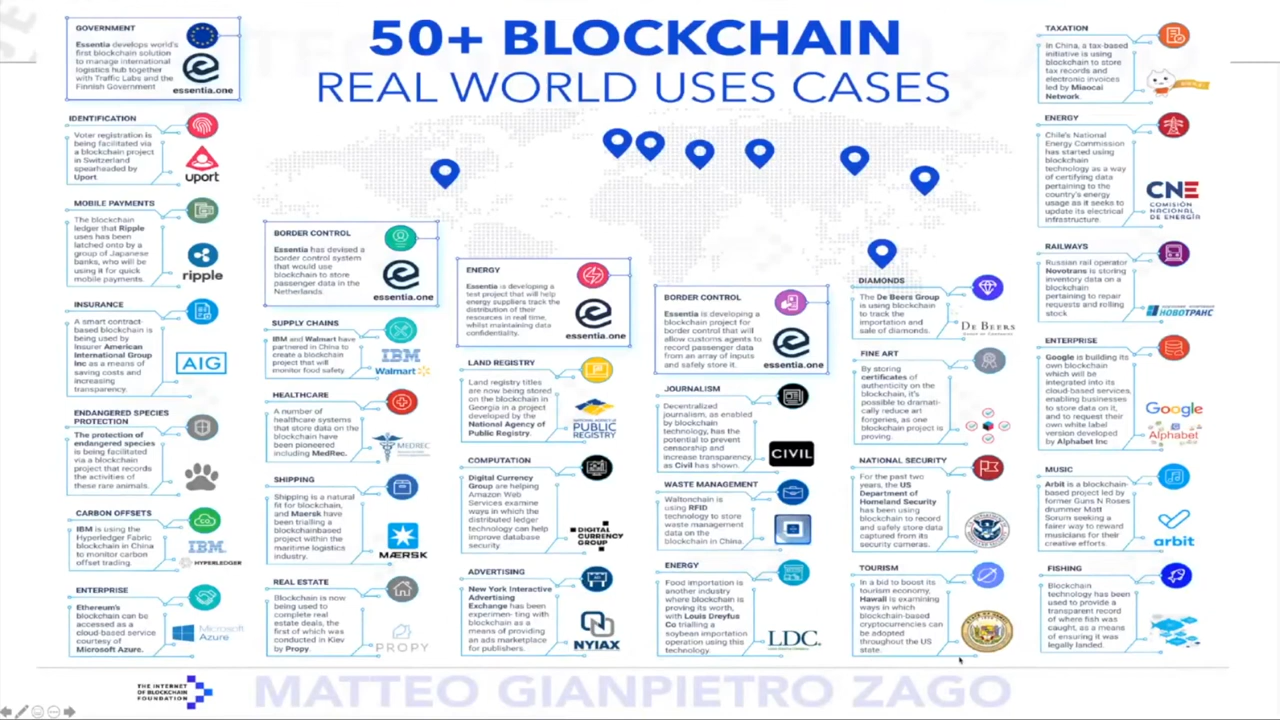 50+ BLOCKCHAIN
REAL WORLD USES CASES
GOVERNMENT
Essentia develops world's
first blockchain solution
to manage international
logistics hub together
with Traffic Labs and the
Finnish Government
essentia.one
IDENTIFICATION
Voter registration is
being facilitated via
a blockchain project
in Switzerland
spearheaded by
Uport.
uport
MOBILE PAYMENTS
The blockchain
ledger that Ripple
uses has been
latched onto by a
group of Japanese
banks, who will be
using it for quick
mobile payments.
ripple
INSURANCE
A smart contract-
based blockchain is
being used by
Insurer American
International Group
Inc as a means of
saving costs and
increasing
transparency.
AIG
ENDANGERED SPECIES
PROTECTION
The protection of
endangered species
is being facilitated
via a blockchain
project that records
the activities of
these rare animals.
CARBON OFFSETS
IBM is using the
Hyperledger Fabric
blockchain in China
to monitor carbon
offset trading.
IBM
HYPERLEDGER
ENTERPRISE
Ethereum's
blockchain can be
accessed as a
cloud-based service
courtesy of
Microsoft Azure.
Microsoft
Azure
BORDER CONTROL
Essentia has devised a
border control system
that would use
blockchain to store
passenger data in the
Netherlands.
essentia.one
SUPPLY CHAINS
IBM and Walmart have
partnered in China to
create a blockchain
project that will
monitor food safety.
IBM
Walmart
HEALTHCARE
A number of
healthcare systems
that store data on the
blockchain have
been pioneered
including MedRec.
MEDREC
SHIPPING
Shipping is a natural
fit for blockchain,
and Maersk have
been trialling a
blockchainbased
project within the
maritime logistics
industry.
MÆRSK
REAL ESTATE
Blockchain is now
being used to
complete real
estate deals, the
first of which was
conducted in Kiev
by Propy.
PROPY
ENERGY
Essentia is developing a
test project that will help
energy suppliers track the
distribution of their
resources in real time,
whilst maintaining data
confidentiality.
essentia.one
LAND REGISTRY
Land registry titles
are now being stored
on the blockchain in
Georgia in a project
developed by the
National Agency of
Public Registry.
NATIONAL AGENCY OF
PUBLIC
REGISTRY
COMPUTATION
Digital Currency
Group are helping
Amazon Web
Services examine
ways in which the
distributed ledger
technology can help
improve database
security
DIGITAL
CURRENCY
GROUP
ADVERTISING
New York Interactive
Advertising
Exchange has been
experimen- ting with
blockchain as a
means of providing
an ads marketplace
for publishers.
NYIAX
BORDER CONTROL
Essentia is developing a
blockchain project for
border control that will
allow customs agents to
record passenger data
from an array of inputs
and safely store it.
essentia.one
JOURNALISM
Decentralized
journalism, as enabled
by blockchain
technology, has the
potential to prevent
censorship and
increase transparency,
as Civil has shown.
CIVIL
WASTE MANAGEMENT
Waltonchain is
using RFID
technology to store
waste management
data on the
blockchain in China.
ENERGY
Food importation is
another industry
where blockchain is
proving its worth,
with Louis Dreyfus
Co trialling a
soybean importation
operation using this
technology
LDC.
DIAMONDS
The De Beers Group
is using blockchain
to track the
importation and
sale of diamonds.
DE BEERS
FINE ART
By storing
certificates of
authenticity on the
blockchain, it's
possible to dramati-
cally reduce art
forgeries, as one
blockchain project is
proving.
NATIONAL SECURITY
For the past two
years, the US
Department of
Homeland Security
has been using
blockchain to record
and safely store data
captured from its
security cameras.
TOURISM
In a bid to boost its
tourism economy,
Hawaii is examining
ways in which
blockchain-based
cryptocurrencies can
be adopted
throughout the US
state.
TAXATION
In China, a tax-based
initiative is using
blockchain to store
tax records and
electronic invoices
led by Miaocai
Network.
ENERGY
Chile's National
Energy Commission
has started using
blockchain
technology as a way
of certifying data
pertaining to the
country's energy
usage as it seeks to
update its electrical
infrastructure.
CNE
COMISIÓN
NACIONAL
DE ENERGÍA
RAILWAYS
Russian rail operator
Novotrans is storing
inventory data on a
blockchain
pertaining to repair
requests and rolling
stock
НОВОТРАНС
ENTERPRISE
Google is building its
own blockchain
which will be
integrated into its
cloud-based services,
enabling businesses
to store data on it,
and to request their
own white label
version developed
by Alphabet Inc
Google
Alphabet
MUSIC
Arbit is a blockchain-
based project led by
former Guns N Roses
drummer Matt
Sorum seeking a
fairer way to reward
musicians for their
creative efforts
arbit
FISHING
Blockchain
technology has been
used to provide a
transparent record
of where fish was
caught, as a means
of ensuring it was
legally landed.
THE INTERNET
OF BLOCKCHAIN
FOUNDATION
MATTEO GIANPIETRO ZAGO